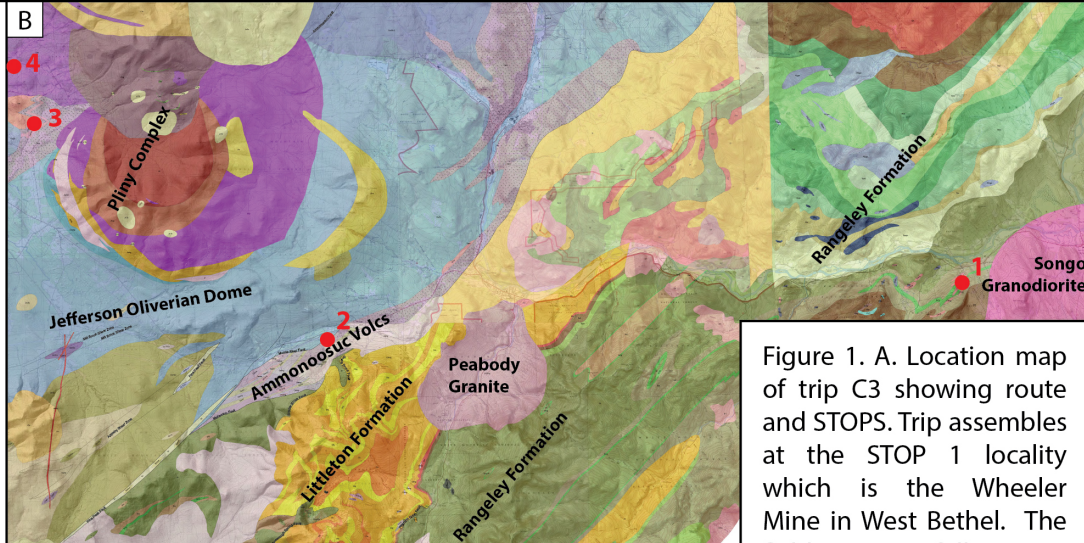 B
4
3
Pliny Complex
Jefferson Oliverian Dome
2
Ammonoosuc Volcs
Littleton Formation
Peabody
Granite
Rangeley Formation
Rangeley Formation
1
Songo
Granodiorite
Figure 1. A. Location map
of trip C3 showing route
and STOPS. Trip assembles
at the STOP 1 locality
which is the Wheeler
Mine in West Bethel. The